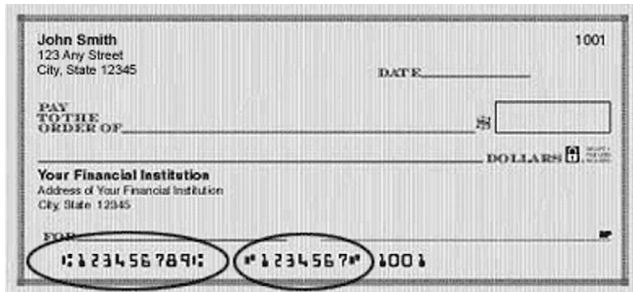 John Smith 1001
123 Any Street
City, State 12345
DATE
PAY
TO THE
ORDER OF
DOLLARS
Your Financial Institution
Address of Your Financial Institution
City, State 12345
FOR
⑆123456789⑆ ⑈1234567⑈ 1001